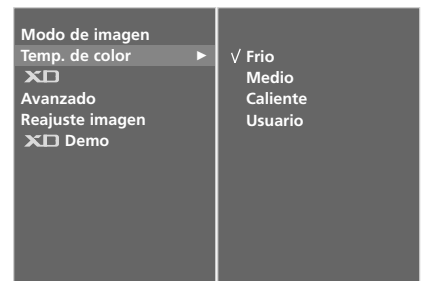 Modo de imagen
Temp. de color ►
XD
Avanzado
Reajuste imagen
XD Demo
√ Frio
Medio
Caliente
Usuario